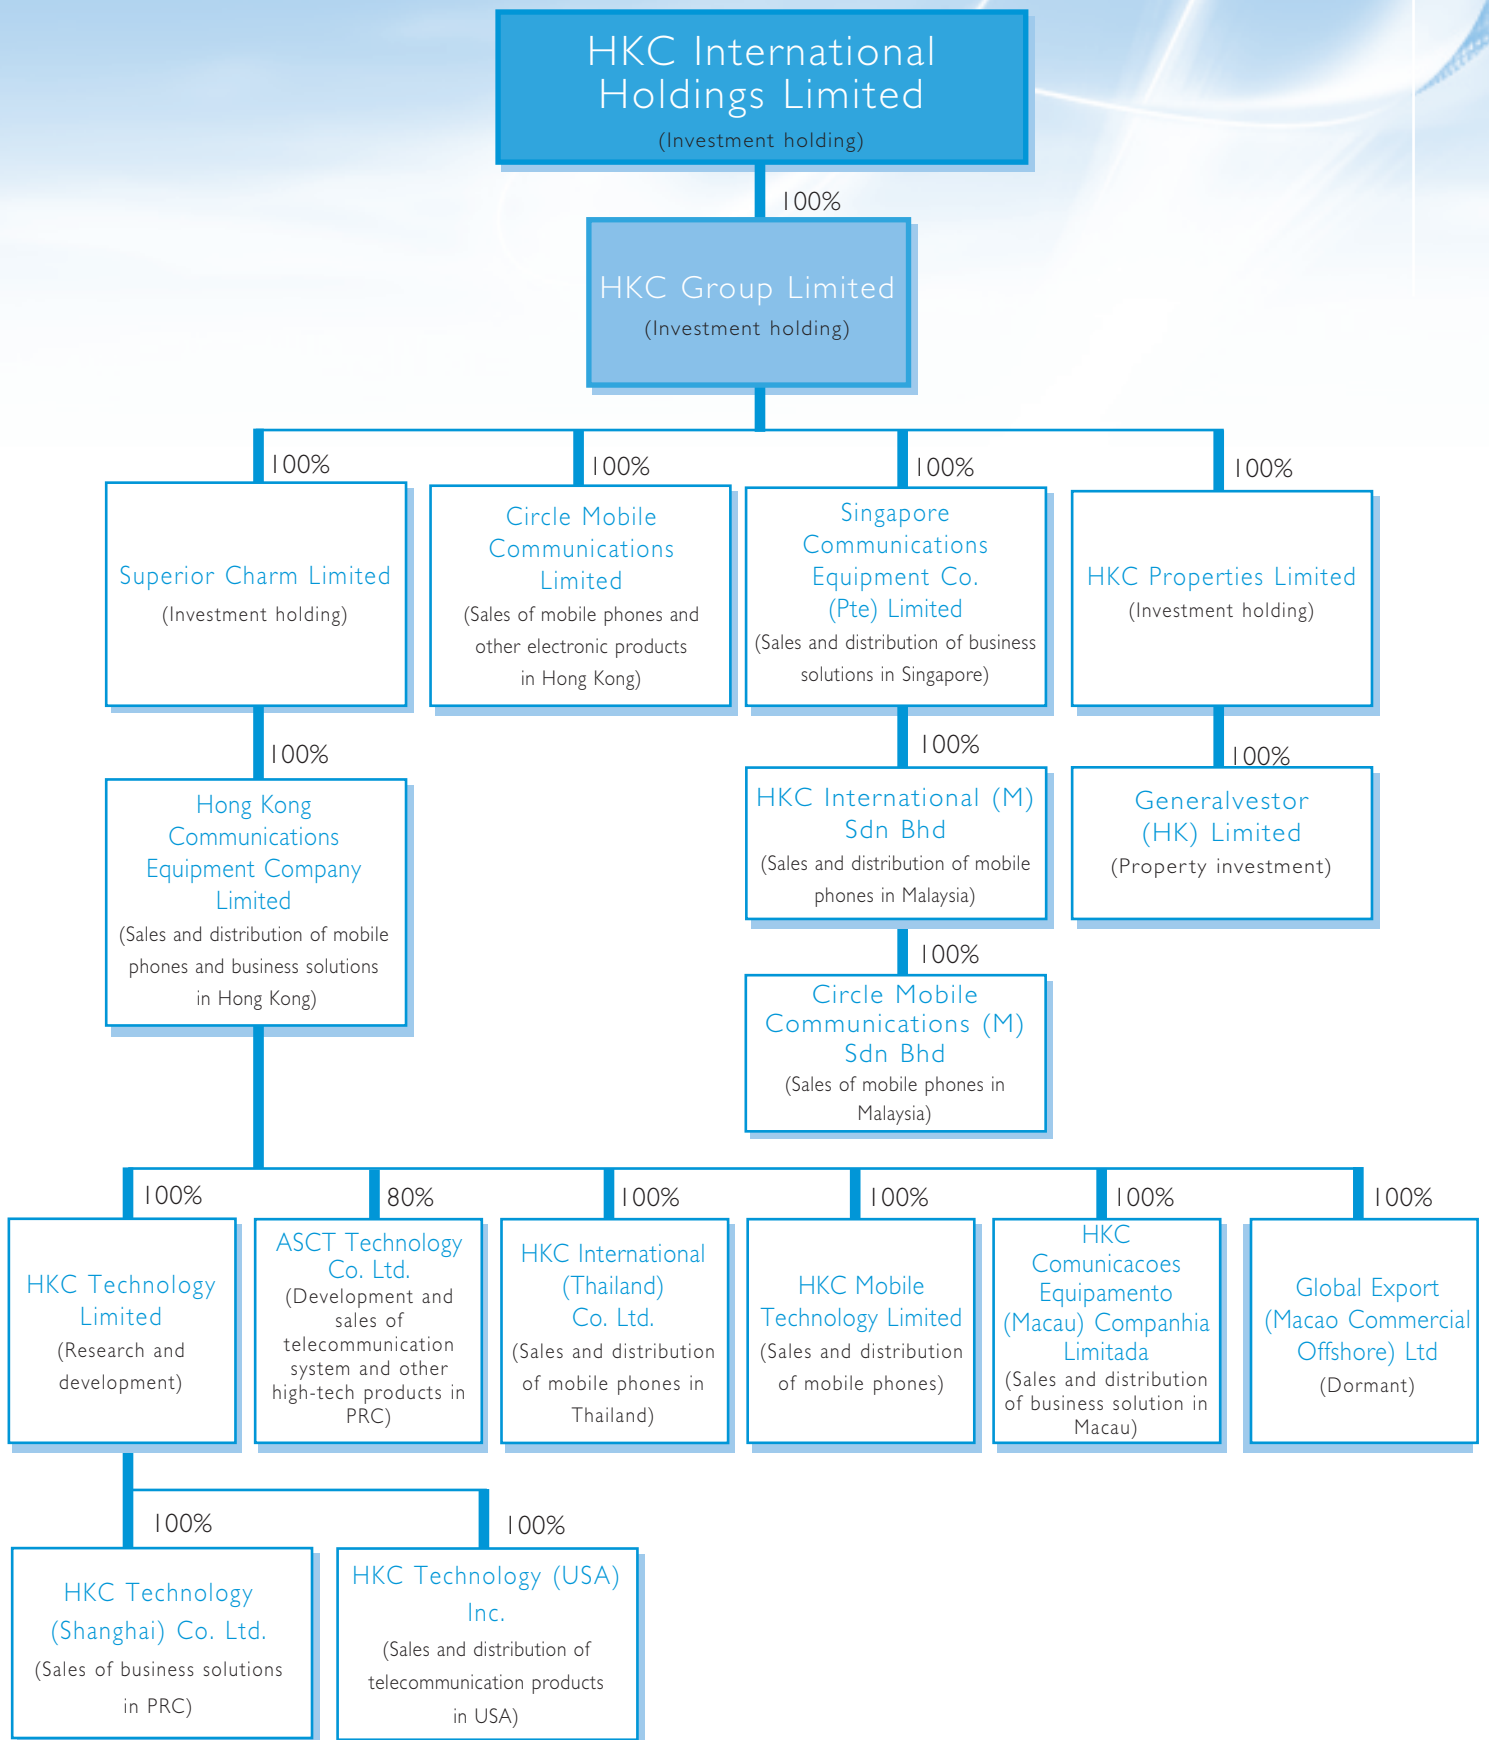 HKC International
Holdings Limited
(Investment holding)
100%
HKC Group Limited
(Investment holding)
100%
100%
100%
100%
Superior Charm Limited
(Investment holding)
Circle Mobile
Communications
Limited
(Sales of mobile phones and
other electronic products
in Hong Kong)
Singapore
Communications
Equipment Co.
(Pte) Limited
(Sales and distribution of business
solutions in Singapore)
HKC Properties Limited
(Investment holding)
100%
100%
100%
Hong Kong
Communications
Equipment Company
Limited
(Sales and distribution of mobile
phones and business solutions
in Hong Kong)
HKC International (M)
Sdn Bhd
(Sales and distribution of mobile
phones in Malaysia)
Generalvestor
(HK) Limited
(Property investment)
100%
Circle Mobile
Communications (M)
Sdn Bhd
(Sales of mobile phones in
Malaysia)
100%
80%
100%
100%
100%
100%
HKC Technology
Limited
(Research and
development)
ASCT Technology
Co. Ltd.
(Development and
sales of
telecommunication
system and other
high-tech products in
PRC)
HKC International
(Thailand)
Co. Ltd.
(Sales and distribution
of mobile phones in
Thailand)
HKC Mobile
Technology Limited
(Sales and distribution
of mobile phones)
HKC
Comunicacoes
Equipamento
(Macau) Companhia
Limitada
(Sales and distribution
of business solution in
Macau)
Global Export
(Macao Commercial
Offshore) Ltd
(Dormant)
100%
100%
HKC Technology
(Shanghai) Co. Ltd.
(Sales of business solutions
in PRC)
HKC Technology (USA)
Inc.
(Sales and distribution of
telecommunication products
in USA)